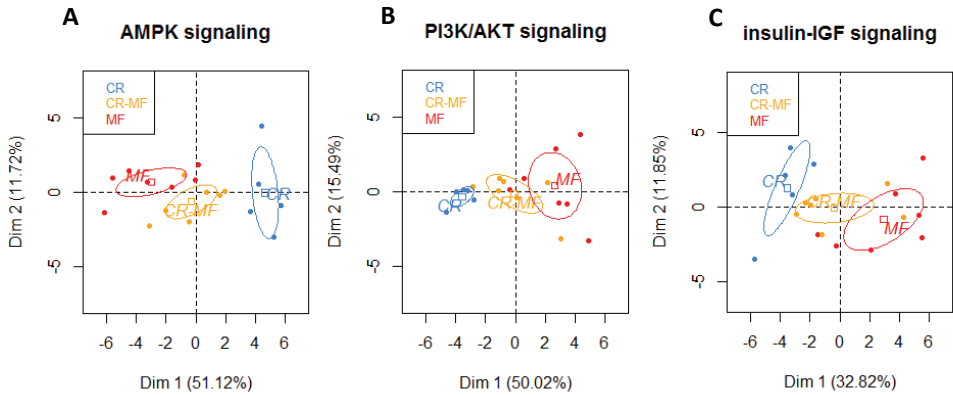 A
AMPK signaling
CR
CR-MF
MF
MF
CR-MF
CR
5
0
-5
Dim 2 (11.72%)
-6 -4 -2 0 2 4 6
Dim 1 (51.12%)
B
PI3K/AKT signaling
CR
CR-MF
MF
CR
CR-MF
MF
5
0
-5
Dim 2 (15.49%)
-6 -4 -2 0 2 4 6
Dim 1 (50.02%)
C
insulin-IGF signaling
CR
CR-MF
MF
CR
CR-MF
MF
5
0
-5
Dim 2 (11.85%)
-6 -4 -2 0 2 4 6
Dim 1 (32.82%)